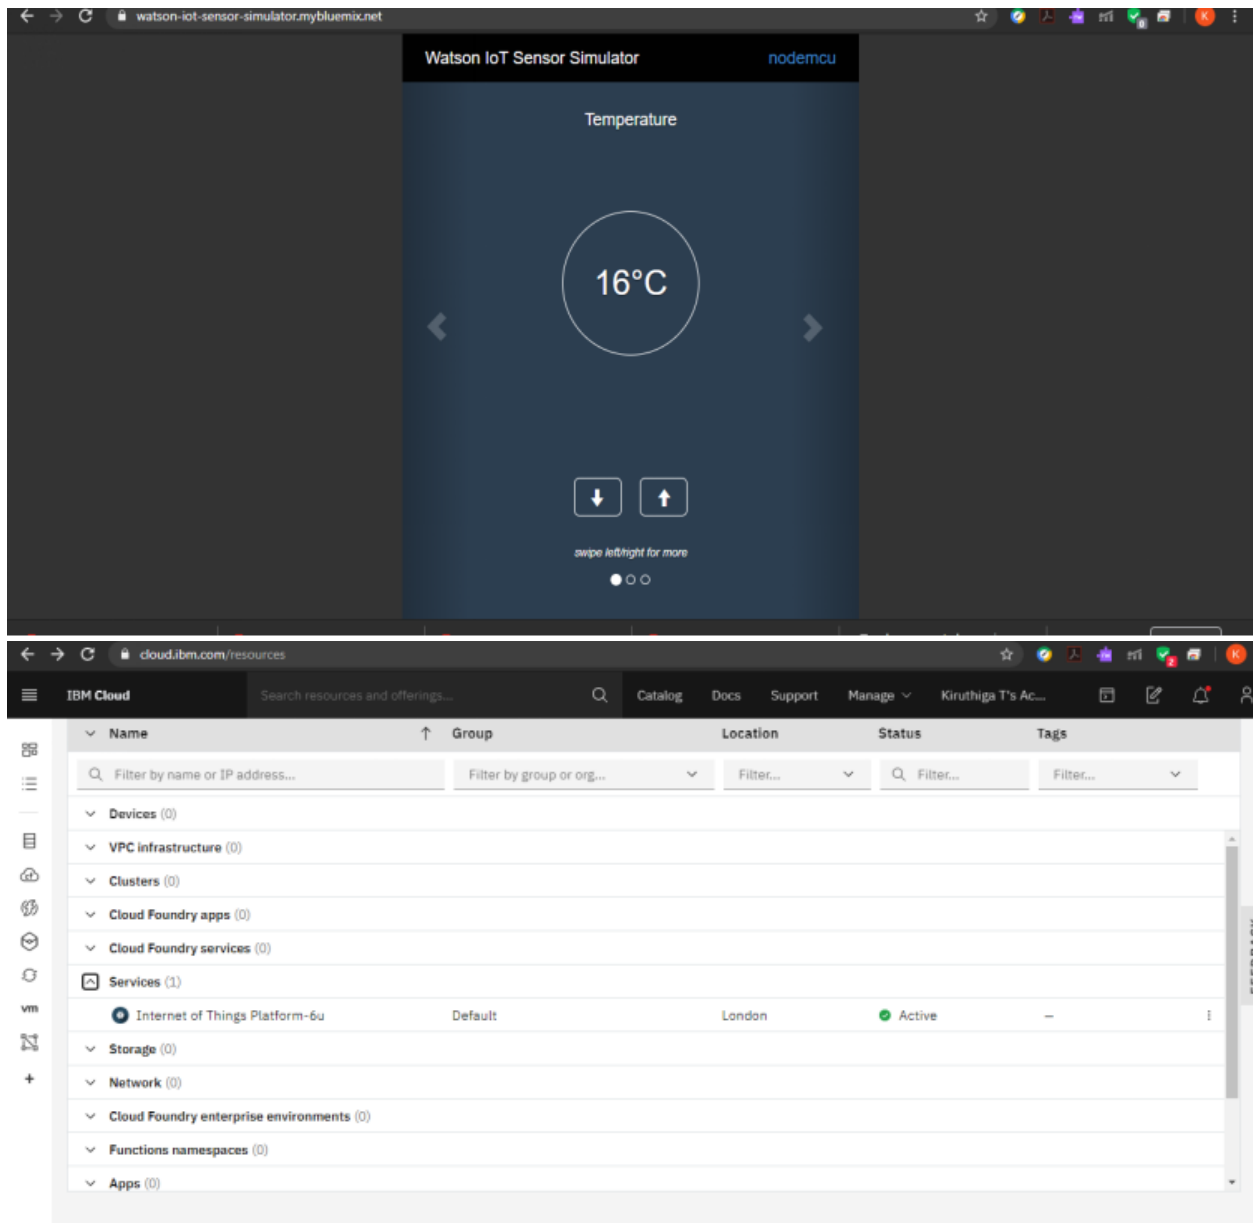 watson-iot-sensor-simulator.mybluemix.net
Watson IoT Sensor Simulator nodemcu
Temperature
16°C
swipe left/right for more
cloud.ibm.com/resources
IBM Cloud Search resources and offerings... Catalog Docs Support Manage Kiruthiga T's Ac...
Name Group Location Status Tags
Filter by name or IP address... Filter by group or org... Filter... Filter... Filter...
Devices (0)
VPC infrastructure (0)
Clusters (0)
Cloud Foundry apps (0)
Cloud Foundry services (0)
Services (1)
Internet of Things Platform-6u Default London Active –
Storage (0)
Network (0)
Cloud Foundry enterprise environments (0)
Functions namespaces (0)
Apps (0)
vm
K
K